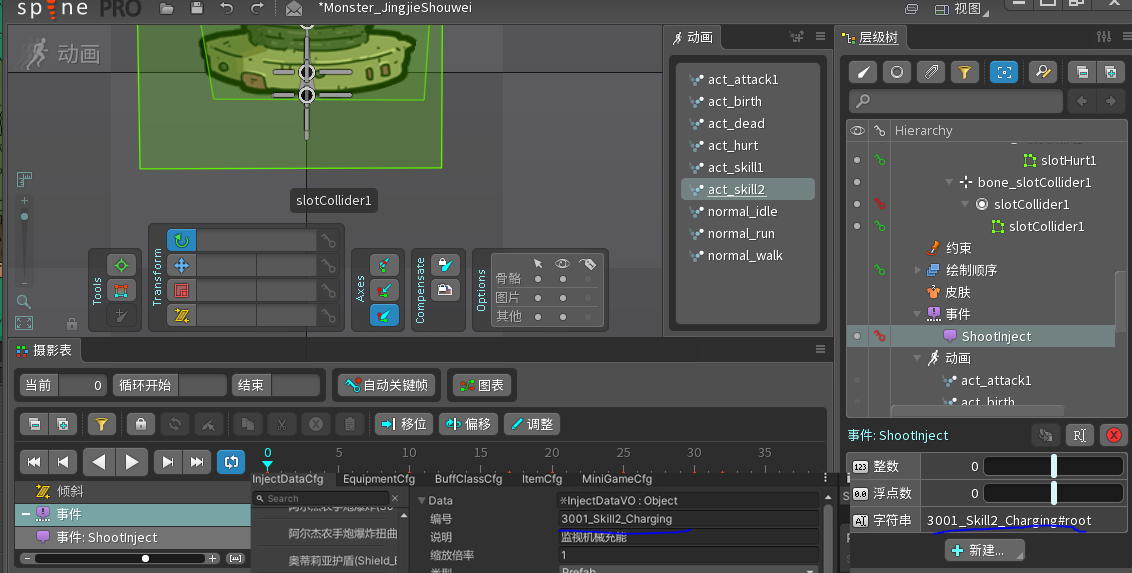 spine PRO
*Monster_JingjieShouwei
视图
动画
slotCollider1
Tools
Transform
Axes
Compensate
Options
骨骼
图片
其他
动画
act_attack1
act_birth
act_dead
act_hurt
act_skill1
act_skill2
normal_idle
normal_run
normal_walk
层级树
Hierarchy
slotHurt1
bone_slotCollider1
slotCollider1
slotCollider1
约束
绘制顺序
皮肤
事件
ShootInject
动画
act_attack1
act_birth
事件: ShootInject
整数 0
浮点数 0
字符串 3001_Skill2_Charging#root
新建...
摄影表
当前 0 循环开始 结束 自动关键帧 图表
移位 偏移 调整
0 5 10 15 20 25 30 35
倾斜
事件
事件: ShootInject
InjectDataCfg EquipmentCfg BuffClassCfg ItemCfg MiniGameCfg
Search
阿尔杰衣手炮爆炸扭曲
奥蒂莉亚护盾(Shield_E
Data
※InjectDataVO : Object
编号 3001_Skill2_Charging
说明 监视机械充能
缩放倍率 1
类型 Prefab